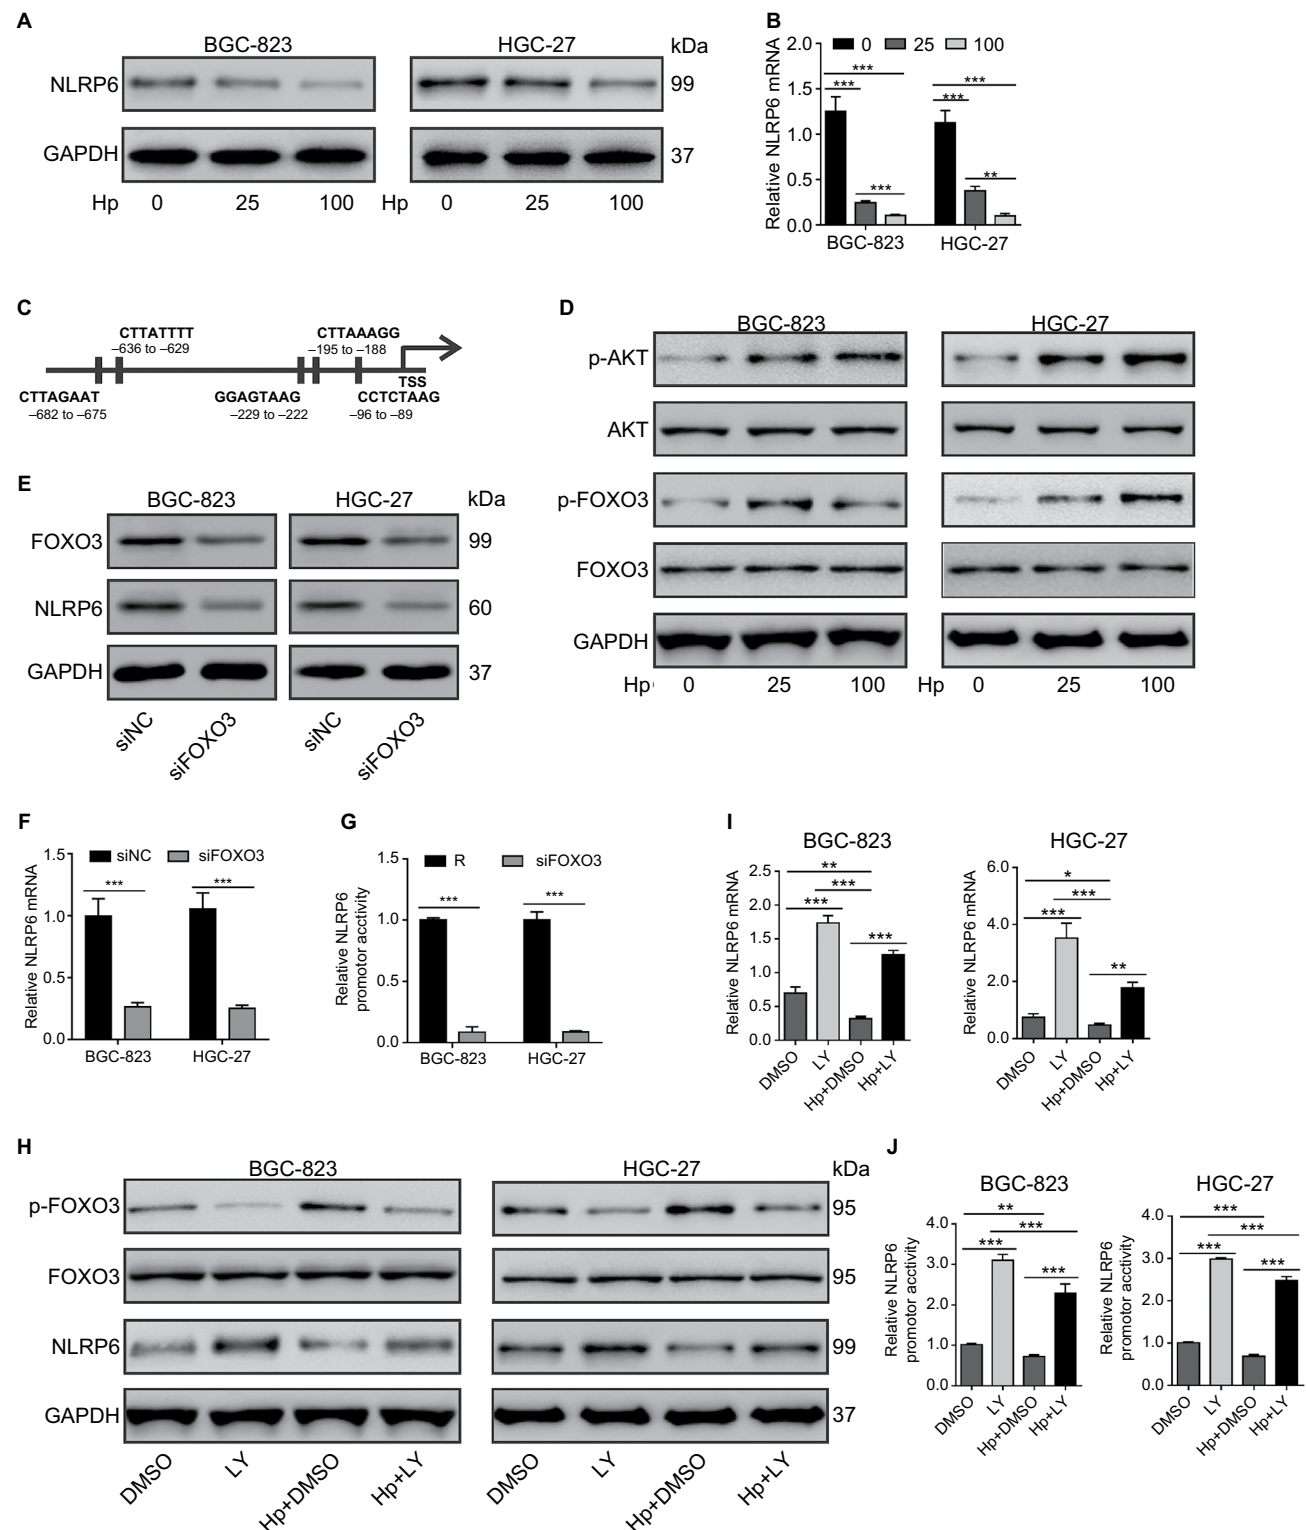 A
BGC-823
HGC-27
kDa
NLRP6
99
GAPDH
37
Hp 0 25 100
Hp 0 25 100
B
0 25 100
Relative NLRP6 mRNA
2.0
1.5
1.0
0.5
0.0
*** *** ***
*** *** **
BGC-823 HGC-27
C
CTTATTTT
–636 to –629
CTTAAAGG
–195 to –188
TSS
CTTAGAAT
–682 to –675
GGAGTAAG
–229 to –222
CCTCTAAG
–96 to –89
D
BGC-823
HGC-27
p-AKT
AKT
p-FOXO3
FOXO3
GAPDH
Hp 0 25 100
Hp 0 25 100
E
BGC-823
HGC-27
kDa
FOXO3
99
NLRP6
60
GAPDH
37
siNC
siFOXO3
siNC
siFOXO3
F
siNC siFOXO3
Relative NLRP6 mRNA
1.5
1.0
0.5
0.0
*** ***
BGC-823 HGC-27
G
R siFOXO3
Relative NLRP6
promotor acctivity
1.5
1.0
0.5
0.0
*** ***
BGC-823 HGC-27
I
BGC-823
Relative NLRP6 mRNA
2.5
2.0
1.5
1.0
0.5
0.0
**
***
***
***
DMSO
LY
Hp+DMSO
Hp+LY
HGC-27
Relative NLRP6 mRNA
6.0
4.0
2.0
0.0
*
***
***
**
DMSO
LY
Hp+DMSO
Hp+LY
H
BGC-823
HGC-27
kDa
p-FOXO3
95
FOXO3
95
NLRP6
99
GAPDH
37
DMSO
LY
Hp+DMSO
Hp+LY
DMSO
LY
Hp+DMSO
Hp+LY
J
BGC-823
Relative NLRP6
promotor acctivity
4.0
3.0
2.0
1.0
0.0
**
***
***
***
DMSO
LY
Hp+DMSO
Hp+LY
HGC-27
Relative NLRP6
promotor acctivity
4.0
3.0
2.0
1.0
0.0
***
***
***
***
DMSO
LY
Hp+DMSO
Hp+LY